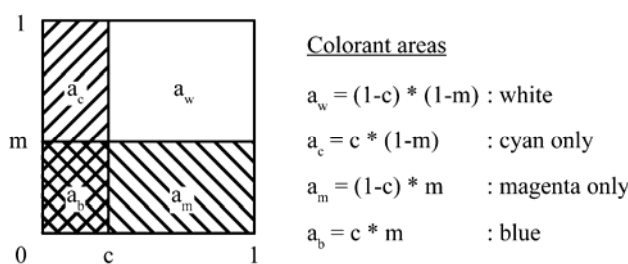 1
a_c
a_w
m
a_b
a_m
0
c
1
Colorant areas
a_w = (1-c) * (1-m) : white
a_c = c * (1-m) : cyan only
a_m = (1-c) * m : magenta only
a_b = c * m : blue